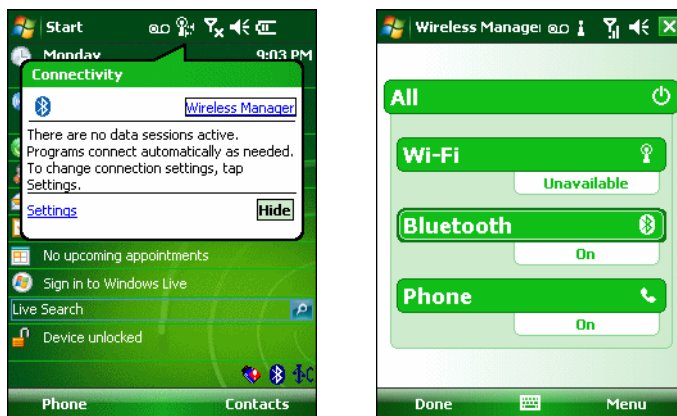 Start
Monday
9:03 PM
Connectivity
Wireless Manager
There are no data sessions active.
Programs connect automatically as needed.
To change connection settings, tap
Settings.
Settings
Hide
No upcoming appointments
Sign in to Windows Live
Live Search
Device unlocked
Phone
Contacts
Wireless Manage
All
Wi-Fi
Unavailable
Bluetooth
On
Phone
On
Done
Menu